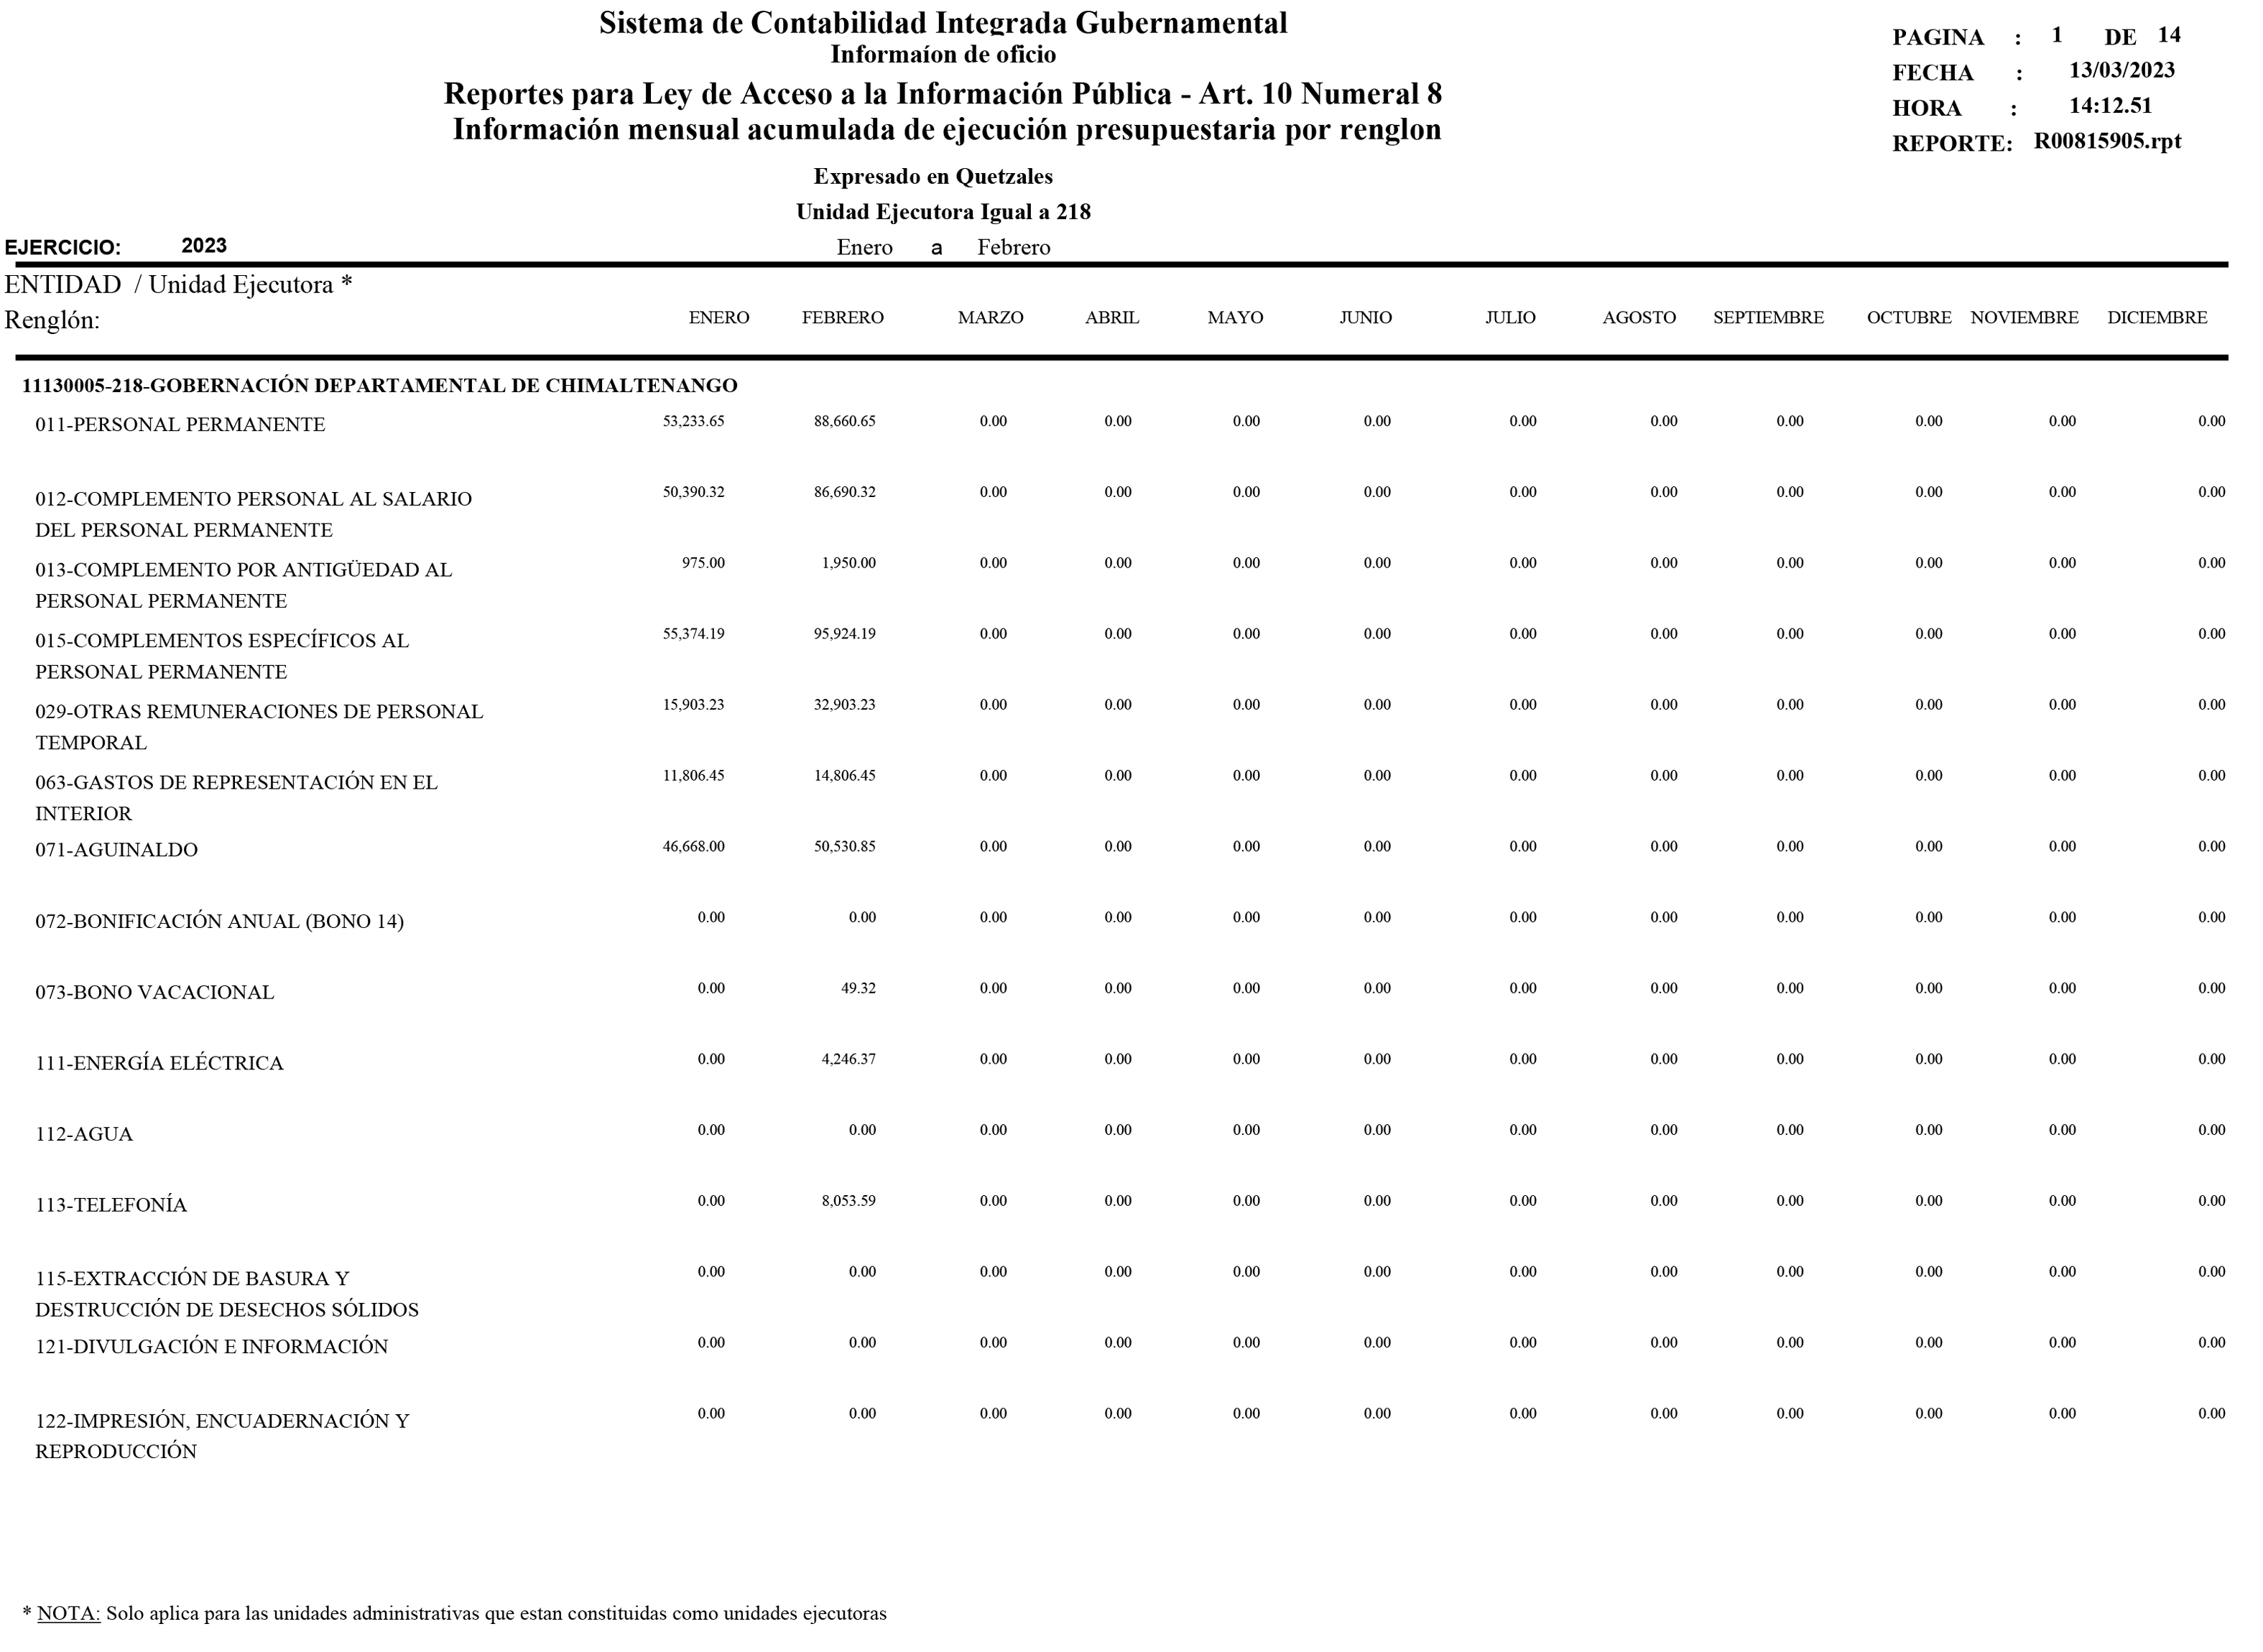 Sistema de Contabilidad Integrada Gubernamental
Informaíon de oficio
Reportes para Ley de Acceso a la Información Pública - Art. 10 Numeral 8
Información mensual acumulada de ejecución presupuestaria por renglon
Expresado en Quetzales
Unidad Ejecutora Igual a 218
PAGINA : 1 DE 14
FECHA : 13/03/2023
HORA : 14:12.51
REPORTE: R00815905.rpt
EJERCICIO: 2023 Enero a Febrero
ENTIDAD / Unidad Ejecutora *
Renglón: ENERO FEBRERO MARZO ABRIL MAYO JUNIO JULIO AGOSTO SEPTIEMBRE OCTUBRE NOVIEMBRE DICIEMBRE
11130005-218-GOBERNACIÓN DEPARTAMENTAL DE CHIMALTENANGO
011-PERSONAL PERMANENTE 53,233.65 88,660.65 0.00 0.00 0.00 0.00 0.00 0.00 0.00 0.00 0.00 0.00
012-COMPLEMENTO PERSONAL AL SALARIO 50,390.32 86,690.32 0.00 0.00 0.00 0.00 0.00 0.00 0.00 0.00 0.00 0.00
DEL PERSONAL PERMANENTE
013-COMPLEMENTO POR ANTIGÜEDAD AL 975.00 1,950.00 0.00 0.00 0.00 0.00 0.00 0.00 0.00 0.00 0.00 0.00
PERSONAL PERMANENTE
015-COMPLEMENTOS ESPECÍFICOS AL 55,374.19 95,924.19 0.00 0.00 0.00 0.00 0.00 0.00 0.00 0.00 0.00 0.00
PERSONAL PERMANENTE
029-OTRAS REMUNERACIONES DE PERSONAL 15,903.23 32,903.23 0.00 0.00 0.00 0.00 0.00 0.00 0.00 0.00 0.00 0.00
TEMPORAL
063-GASTOS DE REPRESENTACIÓN EN EL 11,806.45 14,806.45 0.00 0.00 0.00 0.00 0.00 0.00 0.00 0.00 0.00 0.00
INTERIOR
071-AGUINALDO 46,668.00 50,530.85 0.00 0.00 0.00 0.00 0.00 0.00 0.00 0.00 0.00 0.00
072-BONIFICACIÓN ANUAL (BONO 14) 0.00 0.00 0.00 0.00 0.00 0.00 0.00 0.00 0.00 0.00 0.00 0.00
073-BONO VACACIONAL 0.00 49.32 0.00 0.00 0.00 0.00 0.00 0.00 0.00 0.00 0.00 0.00
111-ENERGÍA ELÉCTRICA 0.00 4,246.37 0.00 0.00 0.00 0.00 0.00 0.00 0.00 0.00 0.00 0.00
112-AGUA 0.00 0.00 0.00 0.00 0.00 0.00 0.00 0.00 0.00 0.00 0.00 0.00
113-TELEFONÍA 0.00 8,053.59 0.00 0.00 0.00 0.00 0.00 0.00 0.00 0.00 0.00 0.00
115-EXTRACCIÓN DE BASURA Y 0.00 0.00 0.00 0.00 0.00 0.00 0.00 0.00 0.00 0.00 0.00 0.00
DESTRUCCIÓN DE DESECHOS SÓLIDOS
121-DIVULGACIÓN E INFORMACIÓN 0.00 0.00 0.00 0.00 0.00 0.00 0.00 0.00 0.00 0.00 0.00 0.00
122-IMPRESIÓN, ENCUADERNACIÓN Y 0.00 0.00 0.00 0.00 0.00 0.00 0.00 0.00 0.00 0.00 0.00 0.00
REPRODUCCIÓN
* NOTA: Solo aplica para las unidades administrativas que estan constituidas como unidades ejecutoras